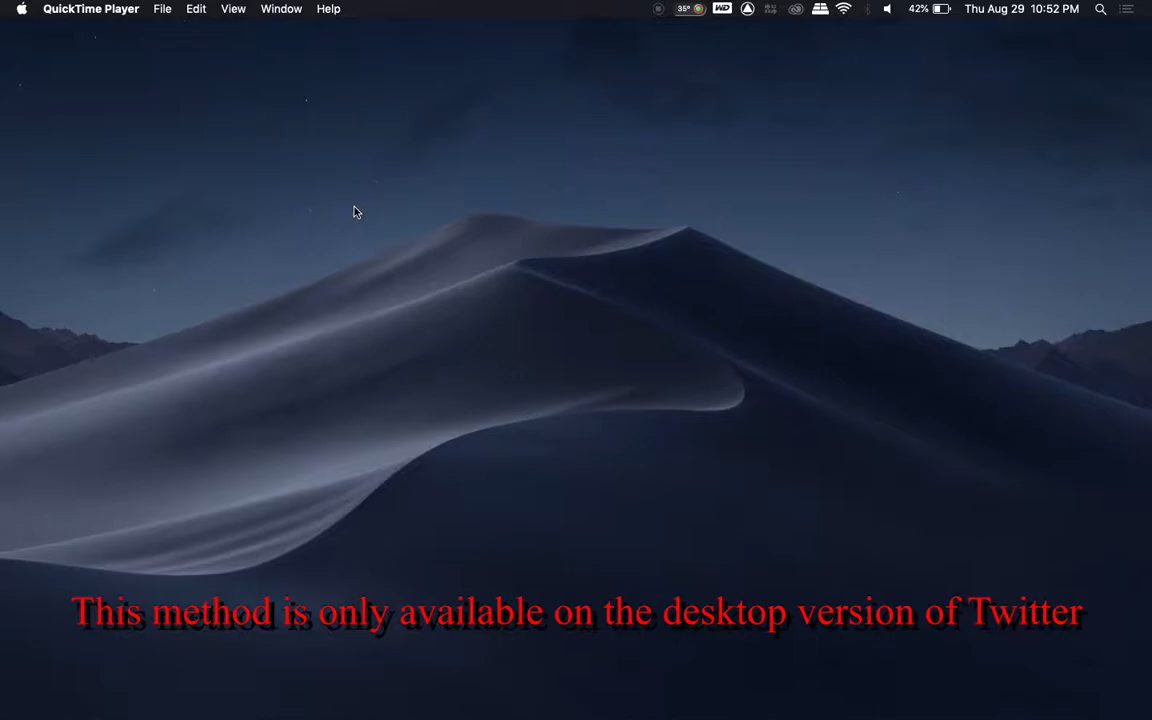 QuickTime Player File Edit View Window Help 35° WD 42% Thu Aug 29 10:52 PM
This method is only available on the desktop version of Twitter